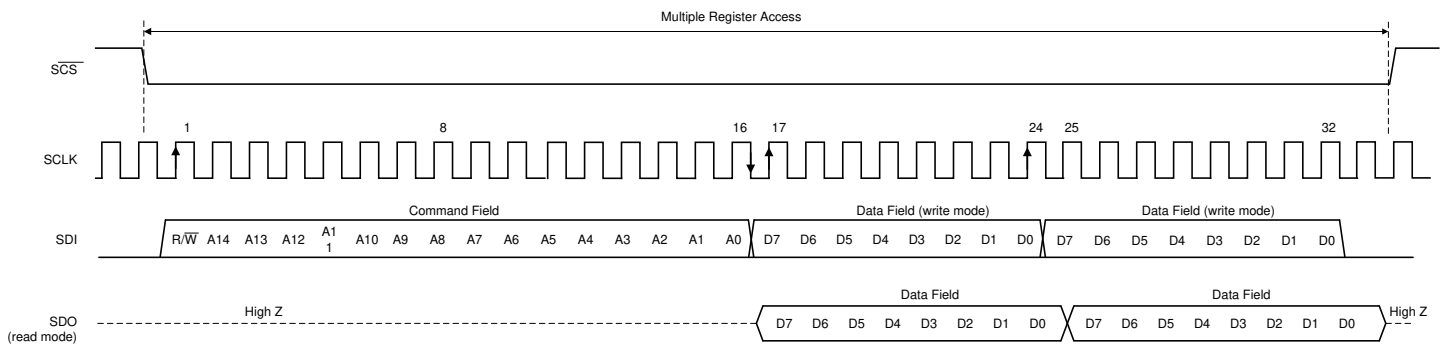 Multiple Register Access
SCS
1 8 16 17 24 25 32
SCLK
Command Field Data Field (write mode) Data Field (write mode)
SDI R/W A14 A13 A12 A1 1 A10 A9 A8 A7 A6 A5 A4 A3 A2 A1 A0 D7 D6 D5 D4 D3 D2 D1 D0 D7 D6 D5 D4 D3 D2 D1 D0
Data Field Data Field
High Z High Z
SDO D7 D6 D5 D4 D3 D2 D1 D0 D7 D6 D5 D4 D3 D2 D1 D0
(read mode)